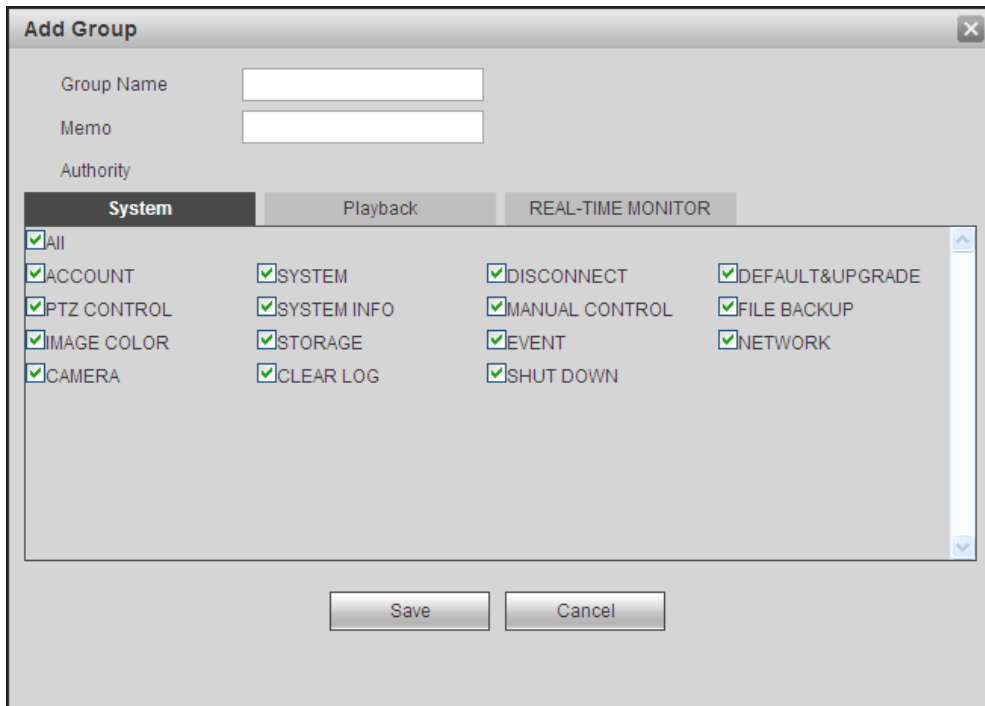 Add Group
Group Name
Memo
Authority
System Playback REAL-TIME MONITOR
All
ACCOUNT SYSTEM DISCONNECT DEFAULT&UPGRADE
PTZ CONTROL SYSTEM INFO MANUAL CONTROL FILE BACKUP
IMAGE COLOR STORAGE EVENT NETWORK
CAMERA CLEAR LOG SHUT DOWN
Save Cancel